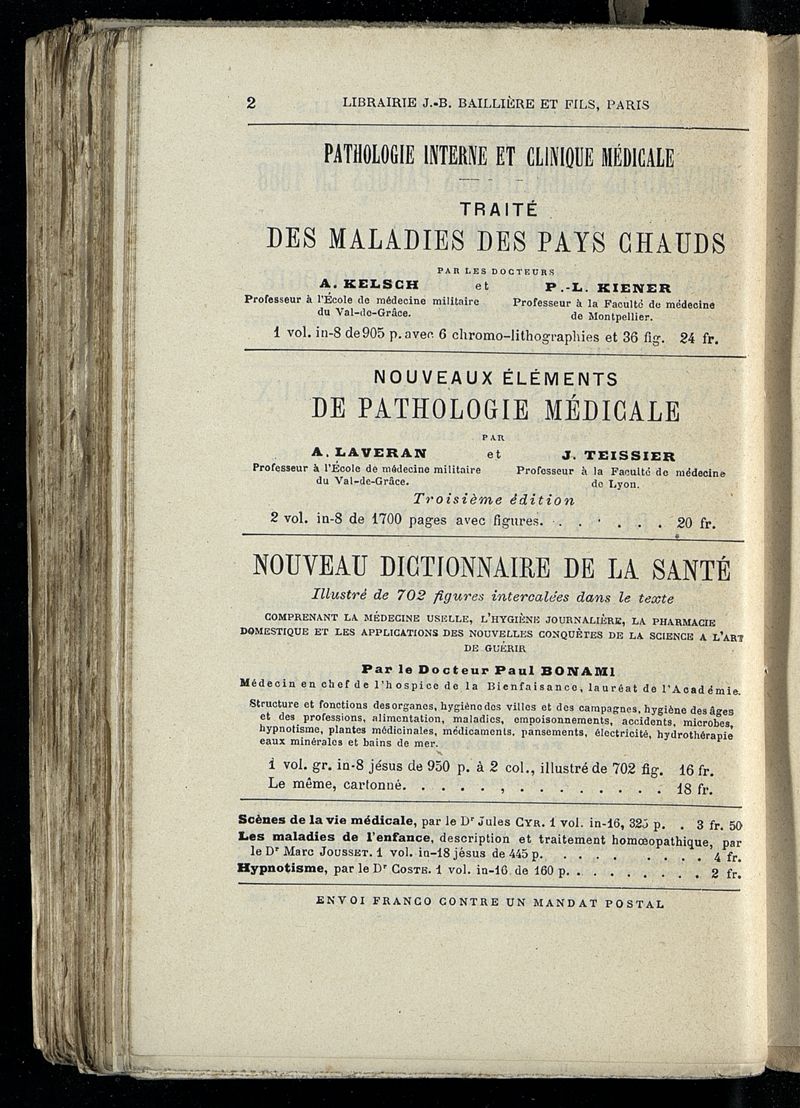 2 LIBRAIRIE J.-B. BAILLIÈRE ET FILS, PARIS
PATHOLOGIE INTERNE ET CLINIQUE MÉDICALE
TRAITÉ
DES MALADIES DES PAYS CHAUDS
PAR LES DOCTEURS
A. KELSCH et P.-L. KIENER
Professeur à l'École de médecine militaire Professeur à la Faculté de médecine
du Val-de-Grâce. de Montpellier.
1 vol. in-8 de 905 p. avec 6 chromo-lithographies et 36 fig. 24 fr.
NOUVEAUX ÉLÉMENTS
DE PATHOLOGIE MÉDICALE
PAR
A. LAVERAN et J. TEISSIER
Professeur à l'École de médecine militaire Professeur à la Faculté de médecine
du Val-de-Grâce. de Lyon.
Troisième édition
2 vol. in-8 de 1700 pages avec figures. . . . . . . . 20 fr.
NOUVEAU DICTIONNAIRE DE LA SANTÉ
Illustré de 702 figures intercalées dans le texte
COMPRENANT LA MÉDECINE USELLE, L'HYGIÈNE JOURNALIÈRE, LA PHARMACIE
DOMESTIQUE ET LES APPLICATIONS DES NOUVELLES CONQUÊTES DE LA SCIENCE A L'ART
DE GUÉRIR
Par le Docteur Paul BONAMI
Médecin en chef de l'hospice de la Bienfaisance, lauréat de l'Académie.
Structure et fonctions des organes, hygiène des villes et des campagnes, hygiène des âges
et des professions, alimentation, maladies, empoisonnements, accidents, microbes,
hypnotisme, plantes médicinales, médicaments, pansements, électricité, hydrothérapie
eaux minérales et bains de mer.
1 vol. gr. in-8 jésus de 950 p. à 2 col., illustré de 702 fig. 16 fr.
Le même, cartonné. . . . . , . . . . . . . . 18 fr.
Scènes de la vie médicale, par le Dr Jules CYR. 1 vol. in-16, 325 p. . 3 fr. 50
Les maladies de l'enfance, description et traitement homœopathique, par
le Dr Marc JOUSSET. 1 vol. in-18 jésus de 445 p. . . . . . . . . . 4 fr.
Hypnotisme, par le Dr COSTE. 1 vol. in-16 de 160 p. . . . . . . . . . 2 fr.
ENVOI FRANCO CONTRE UN MANDAT POSTAL